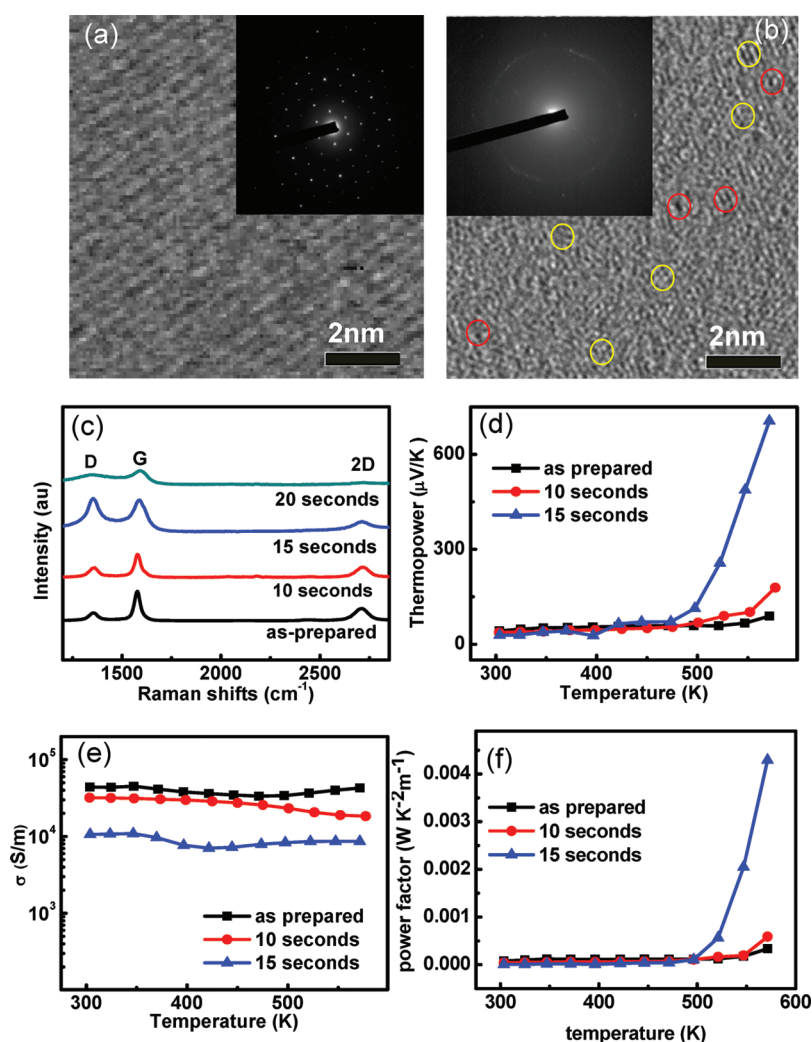 (a)
2nm
(b)
2nm
(c)
D
G
2D
20 seconds
15 seconds
10 seconds
as-prepared
Intensity (au)
1500
2000
2500
Raman shifts (cm⁻¹)
(d)
600
300
0
Thermopower (μV/K)
as prepared
10 seconds
15 seconds
300
400
500
600
Temperature (K)
(e)
10⁵
10⁴
10³
σ (S/m)
as prepared
10 seconds
15 seconds
300
400
500
Temperature (K)
(f)
0.004
0.003
0.002
0.001
0.000
power factor (W K⁻²m⁻¹)
as prepared
10 seconds
15 seconds
300
400
500
600
temperature (K)